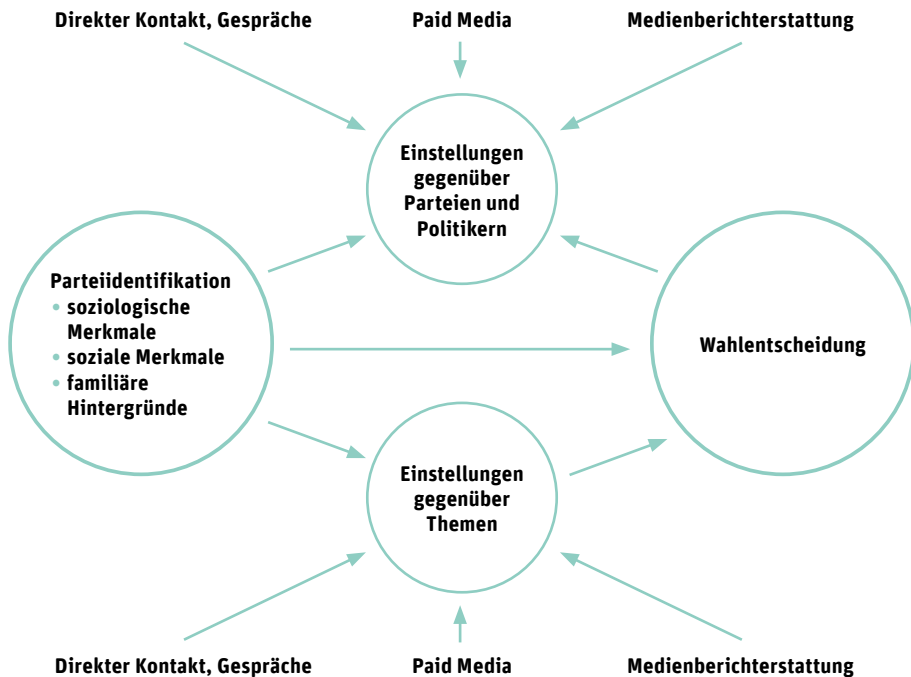 Direkter Kontakt, Gespräche
Paid Media
Medienberichterstattung
Einstellungen
gegenüber
Parteien und
Politikern
Parteiidentifikation
• soziologische
Merkmale
• soziale Merkmale
• familiäre
Hintergründe
Wahlentscheidung
Einstellungen
gegenüber
Themen
Direkter Kontakt, Gespräche
Paid Media
Medienberichterstattung